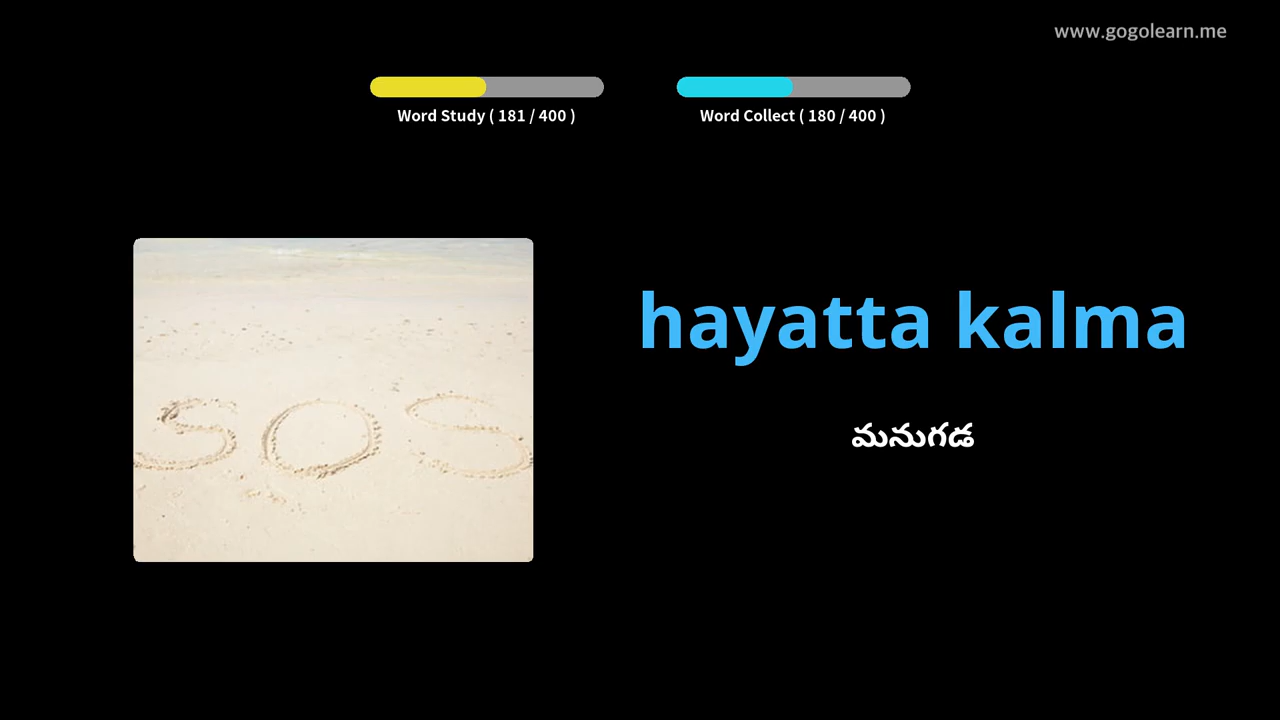 www.gogolearn.me
Word Study ( 181 / 400 )
Word Collect ( 180 / 400 )
SOS
hayatta kalma
మనుగడ